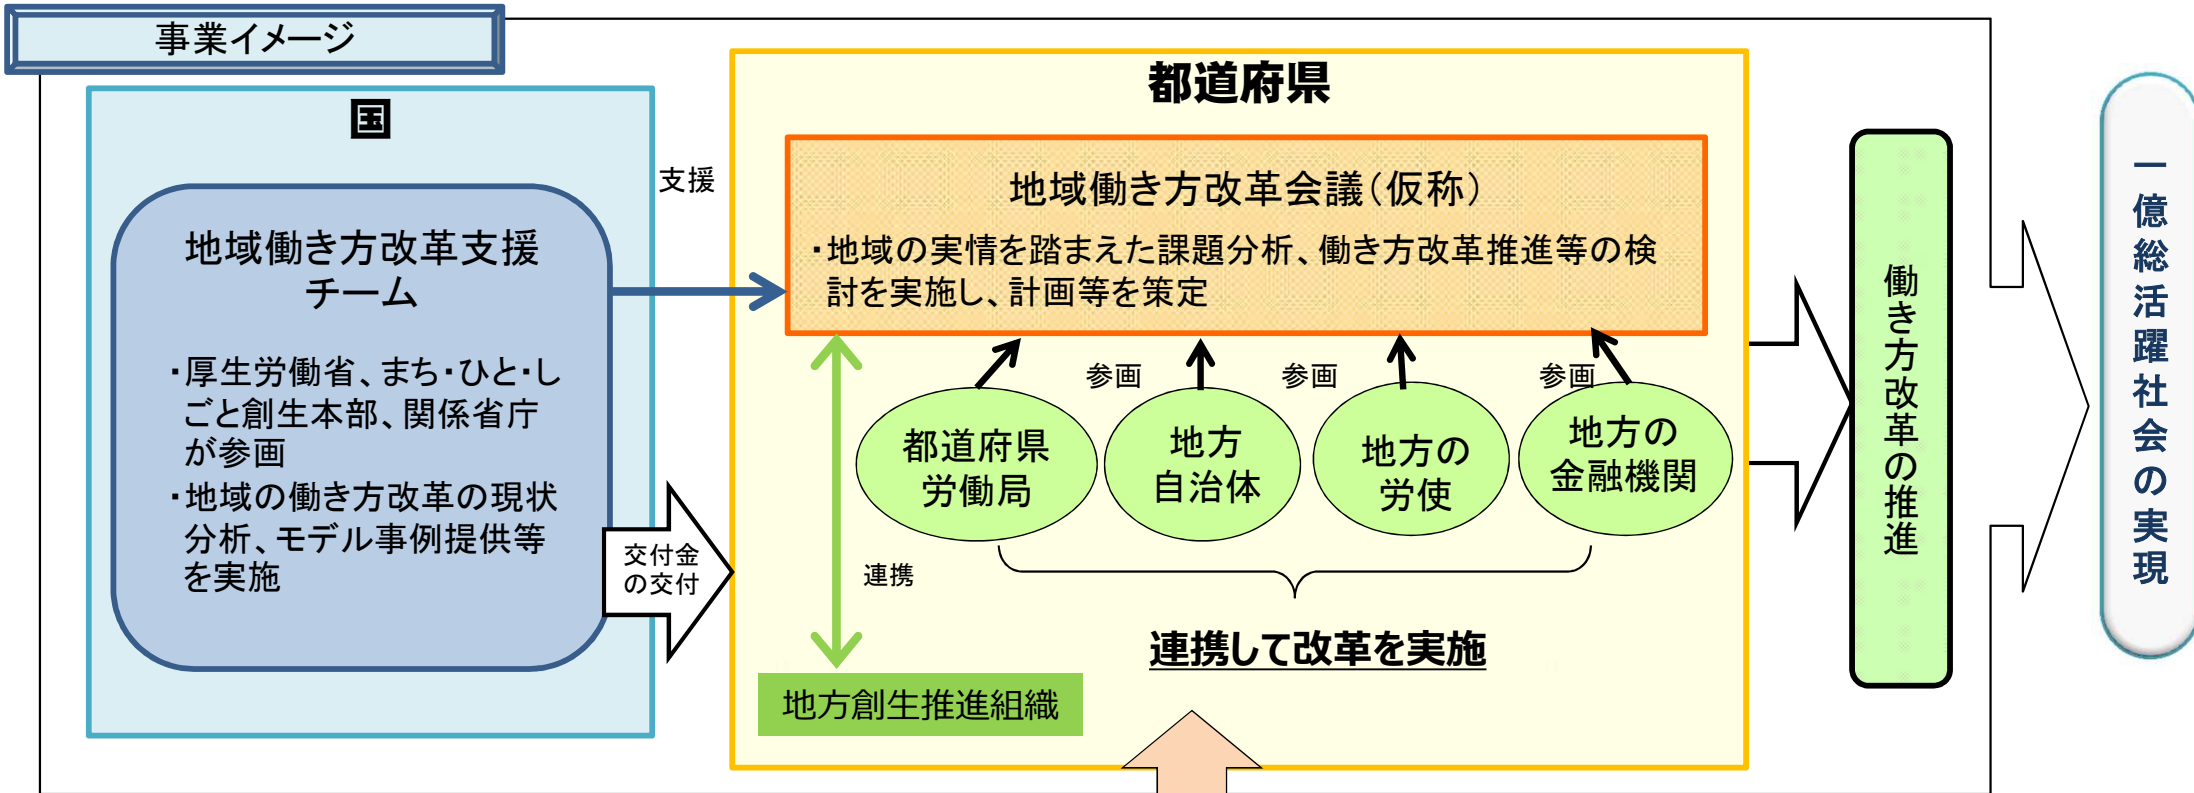 事業イメージ
国
地域働き方改革支援
チーム
・厚生労働省、まち・ひと・し
ごと創生本部、関係省庁
が参画
・地域の働き方改革の現状
分析、モデル事例提供等
を実施
支援
交付金
の交付
都道府県
地域働き方改革会議（仮称）
・地域の実情を踏まえた課題分析、働き方改革推進等の検
討を実施し、計画等を策定
参画
参画
参画
都道府県
労働局
地方
自治体
地方の
労使
地方の
金融機関
連携
連携して改革を実施
地方創生推進組織
働き方改革の推進
一億総活躍社会の実現